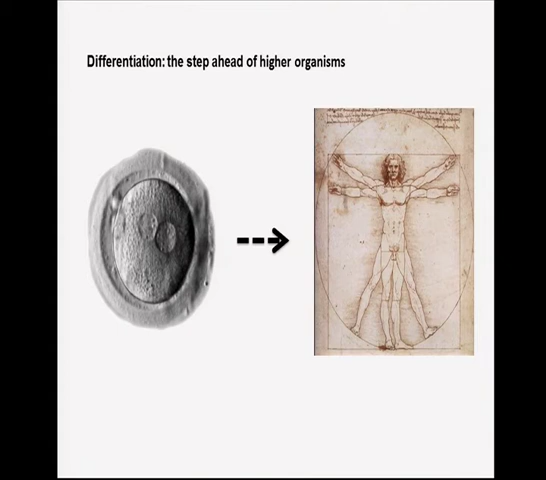 Differentiation: the step ahead of higher organisms